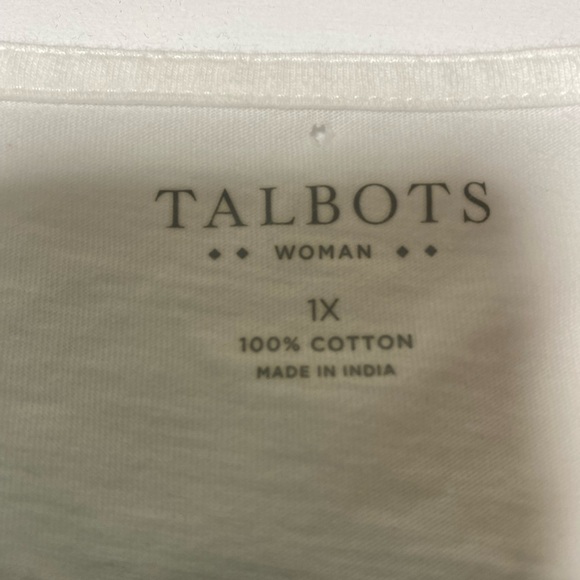 TALBOTS
WOMAN
1X
100% COTTON
MADE IN INDIA